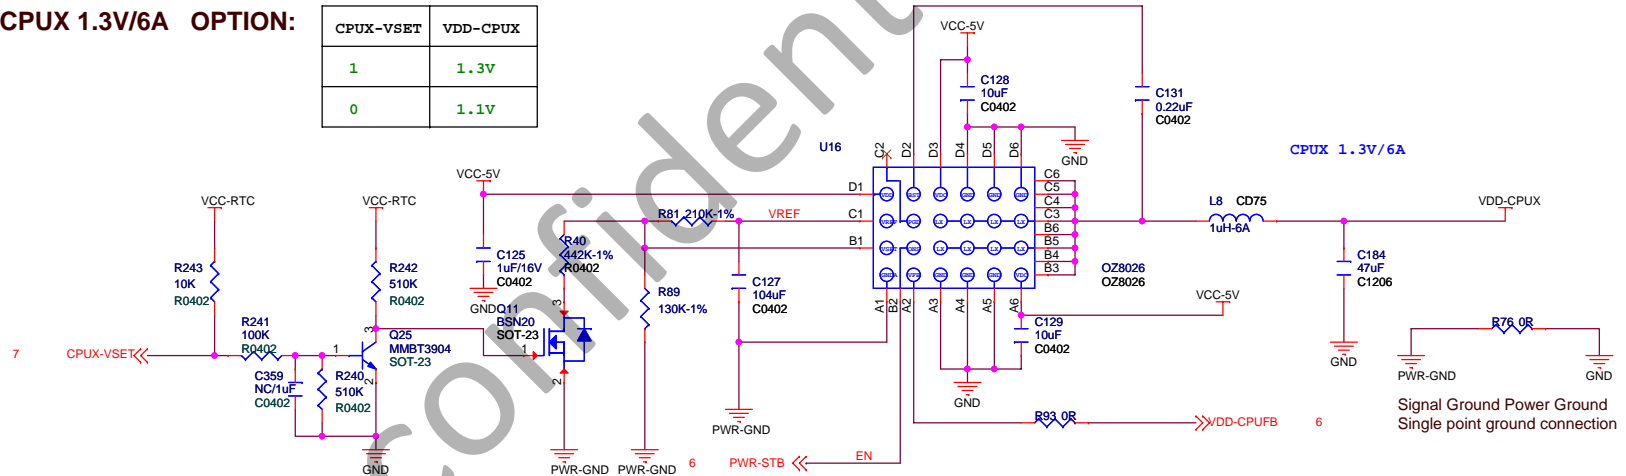 CPUX 1.3V/6A OPTION:
CPUX-VSET VDD-CPUX
1 1.3V
0 1.1V
confident
VCC-5V
C128
10uF
C0402
C131
0.22uF
C0402
U16
C2 D2 D3 D4 D5 D6
GND
CPUX 1.3V/6A
VCC-RTC
VCC-RTC
VCC-5V
D1
C1
B1
C6
C5
C4
C3
B6
B5
B4
B3
VREF
R81 210K-1%
R40
442K-1%
R0402
L8 CD75
1uH-6A
VDD-CPUX
C125
1uF/16V
C0402
GND
C127
104uF
C0402
R89
130K-1%
OZ8026
OZ8026
C184
47uF
C1206
R243
10K
R0402
R242
510K
R0402
A1 B2 A2 A3 A4 A5 A6
VCC-5V
C129
10uF
C0402
Q11
BSN20
SOT-23
3
1
2
R241
100K
R0402
Q25
MMBT3904
SOT-23
3
1
2
7 CPUX-VSET
C359
NC/1uF
C0402
R240
510K
R0402
GND
PWR-GND
PWR-GND
PWR-GND
GND
R93 0R
VDD-CPUFB 6
6 PWR-STB EN
GND
R76 0R
PWR-GND
GND
Signal Ground Power Ground
Single point ground connection